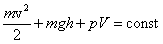 mv²/2 + mgh + pV = const